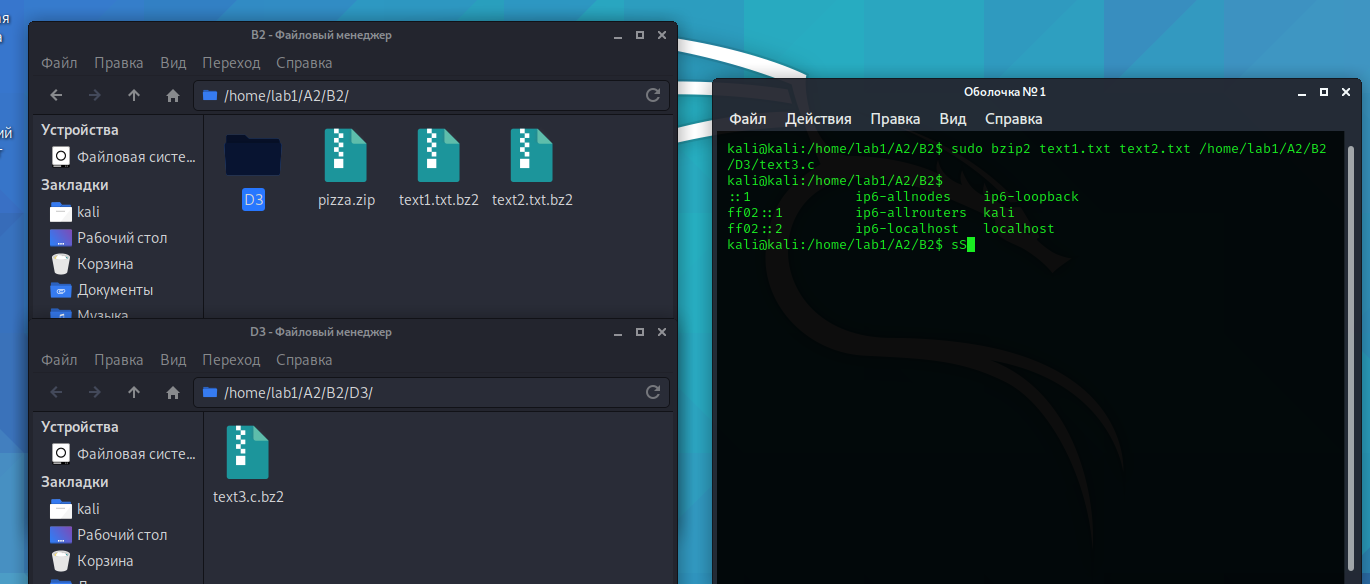 ая
а
ий
B2 - Файловый менеджер
Файл Правка Вид Переход Справка
/home/lab1/A2/B2/
Устройства
Файловая систе...
Закладки
kali
Рабочий стол
Корзина
Документы
Музыка
D3
pizza.zip
text1.txt.bz2
text2.txt.bz2
D3 - Файловый менеджер
Файл Правка Вид Переход Справка
/home/lab1/A2/B2/D3/
Устройства
Файловая систе...
Закладки
kali
Рабочий стол
Корзина
text3.c.bz2
Оболочка № 1
Файл Действия Правка Вид Справка
kali@kali:/home/lab1/A2/B2$ sudo bzip2 text1.txt text2.txt /home/lab1/A2/B2
/D3/text3.c
kali@kali:/home/lab1/A2/B2$
::1 ip6-allnodes ip6-loopback
ff02::1 ip6-allrouters kali
ff02::2 ip6-localhost localhost
kali@kali:/home/lab1/A2/B2$ sS